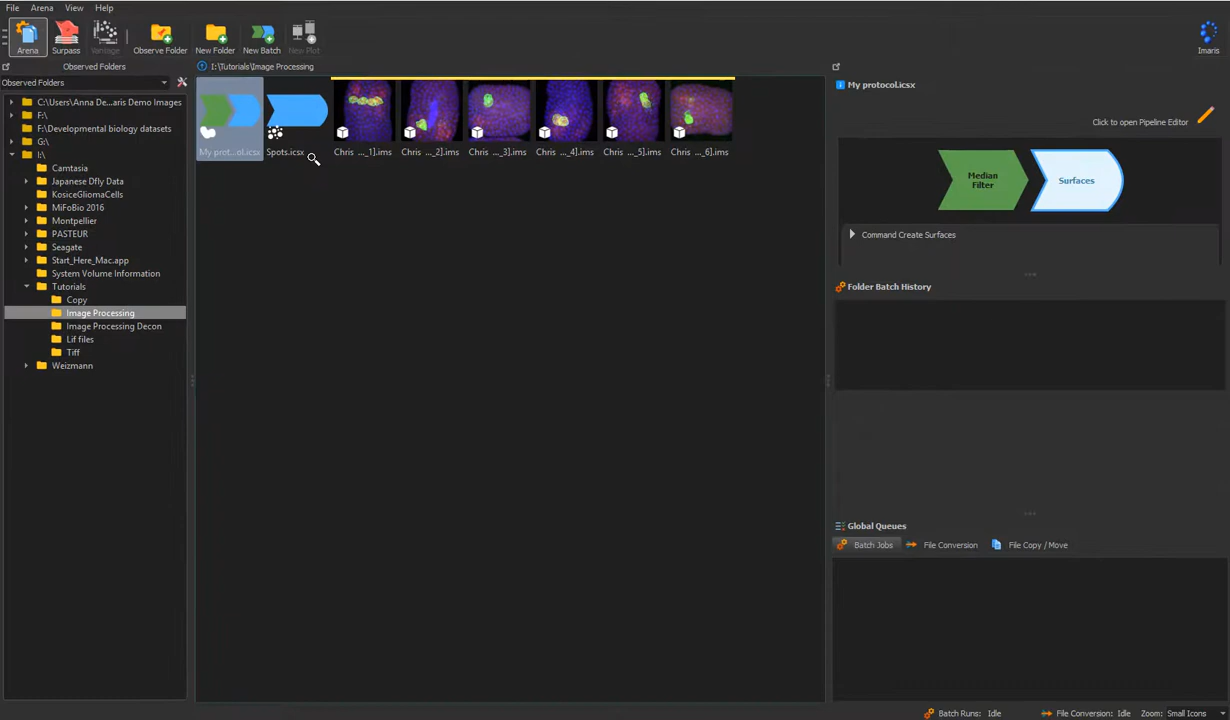 File Arena View Help
Arena Surpass Vantage Observe Folder New Folder New Batch New Plot Imaris
Observed Folders
I:\Tutorials\Image Processing
Observed Folders
C:\Users\Anna De...aris Demo Images
F:\
F:\Developmental biology datasets
G:\
I:\
Camtasia
Japanese Dfly Data
KosiceGliomaCells
MiFoBio 2016
Montpellier
PASTEUR
Seagate
Start_Here_Mac.app
System Volume Information
Tutorials
Copy
Image Processing
Image Processing Decon
Lif files
Tiff
Weizmann
My prot...ol.icsx Spots.icsx Chris ..._1].ims Chris ..._2].ims Chris ..._3].ims Chris ..._4].ims Chris ..._5].ims Chris ..._6].ims
My protocol.icsx
Click to open Pipeline Editor
Median
Filter
Surfaces
Command Create Surfaces
Folder Batch History
Global Queues
Batch Jobs File Conversion File Copy / Move
Batch Runs: Idle File Conversion: Idle Zoom: Small Icons